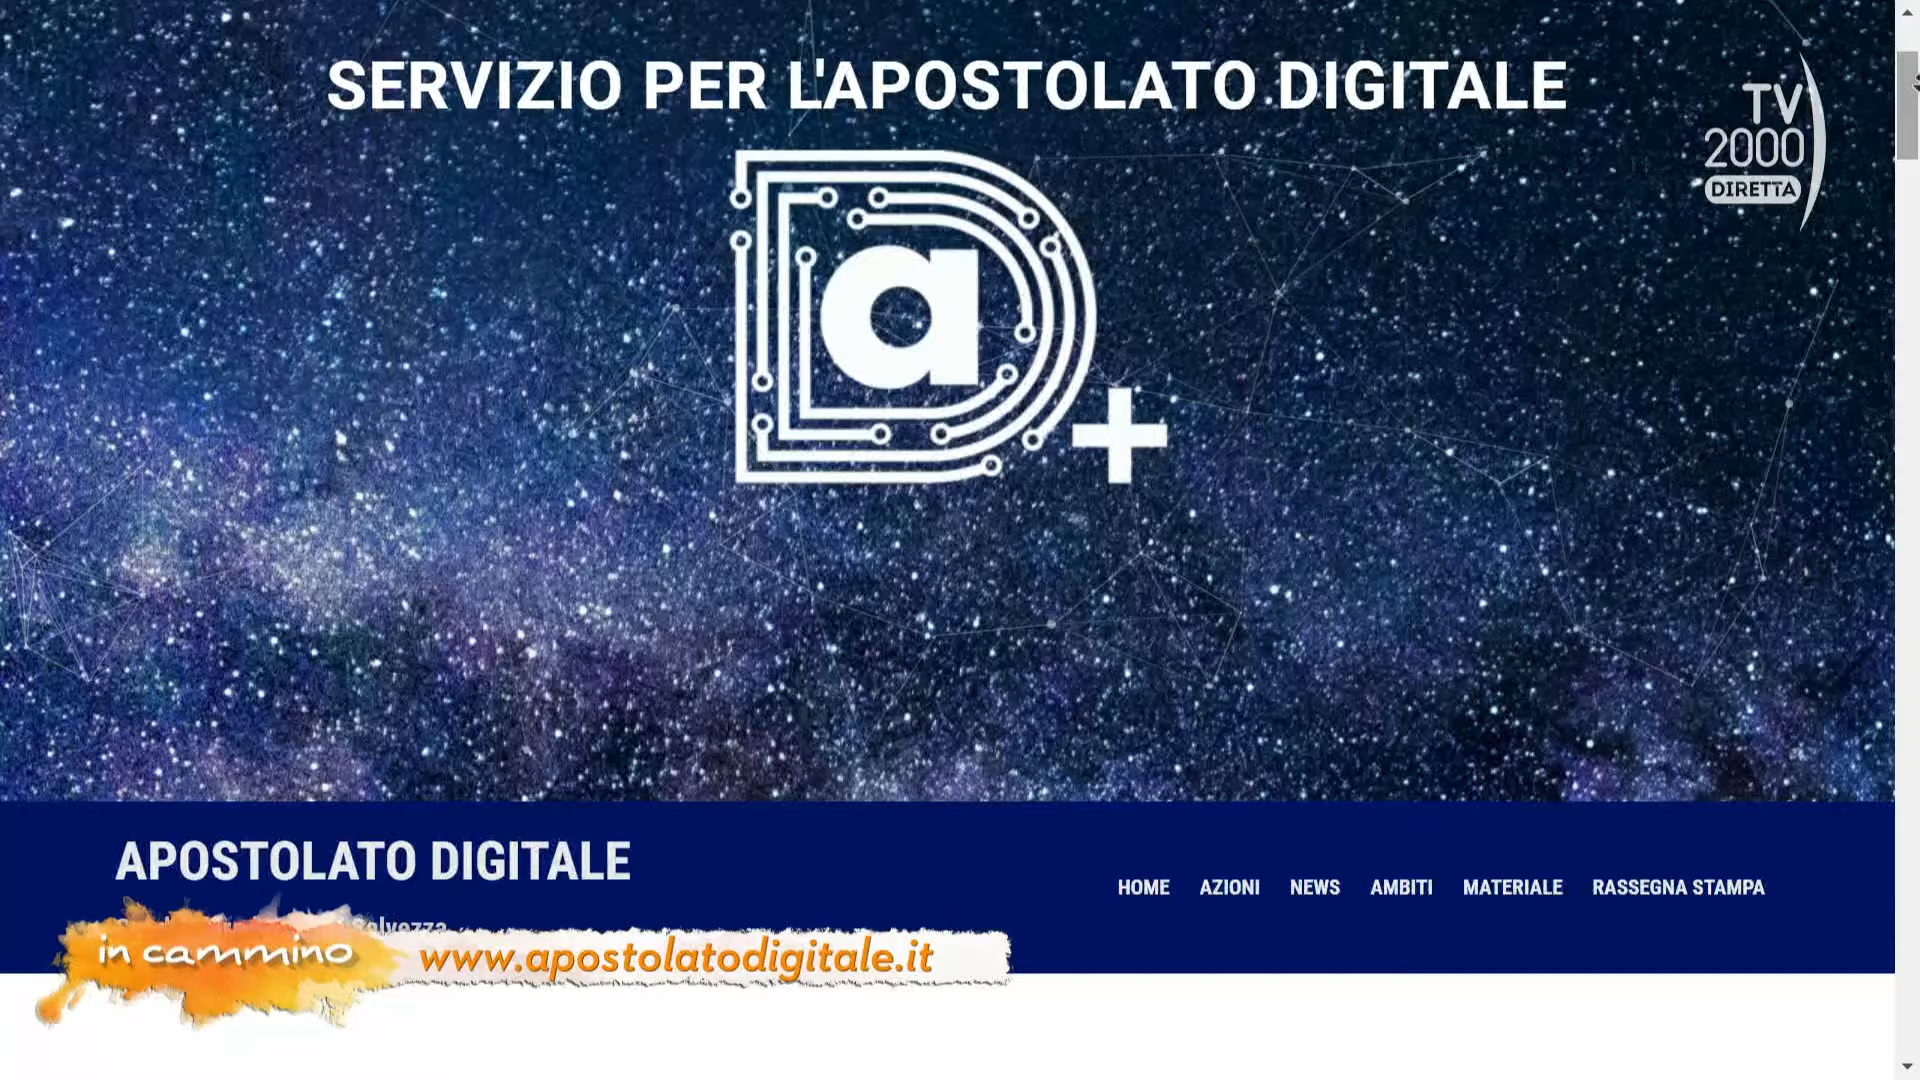 SERVIZIO PER L'APOSTOLATO DIGITALE
TV
2000
DIRETTA
a
+
APOSTOLATO DIGITALE
HOME AZIONI NEWS AMBITI MATERIALE RASSEGNA STAMPA
in cammino
www.apostolatodigitale.it